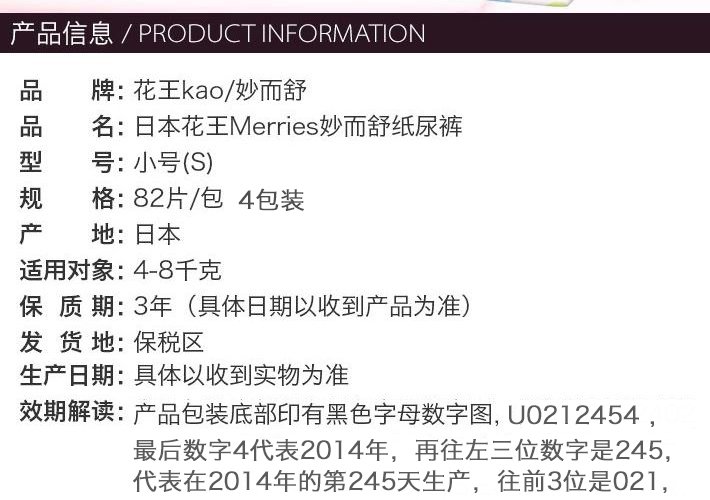 产品信息 / PRODUCT INFORMATION
品 牌: 花王kao/妙而舒
品 名: 日本花王Merries妙而舒纸尿裤
型 号: 小号(S)
规 格: 82片/包 4包装
产 地: 日本
适用对象: 4-8千克
保 质 期: 3年（具体日期以收到产品为准）
发 货 地: 保税区
生产日期: 具体以收到实物为准
效期解读: 产品包装底部印有黑色字母数字图, U0212454，
最后数字4代表2014年，再往左三位数字是245,
代表在2014年的第245天生产，往前3位是021,